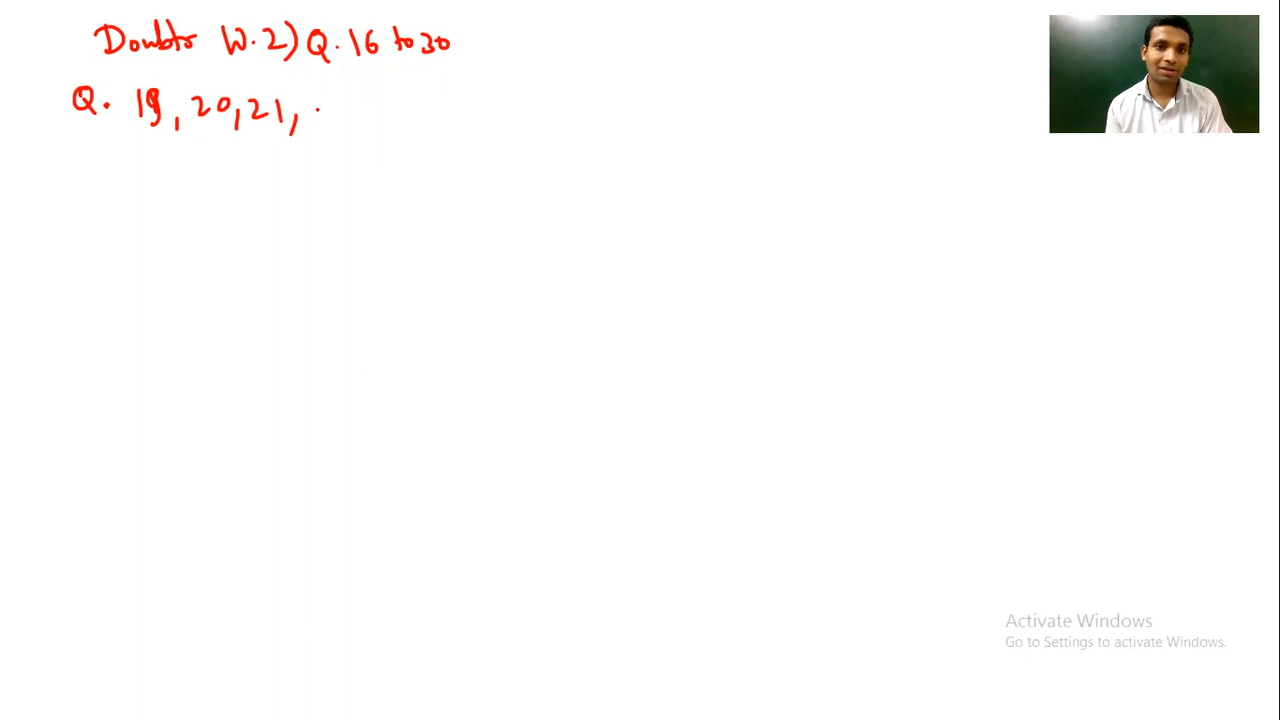 Doubts W.2) Q. 16 to 30
Q. 19, 20, 21, .
Activate Windows
Go to Settings to activate Windows.